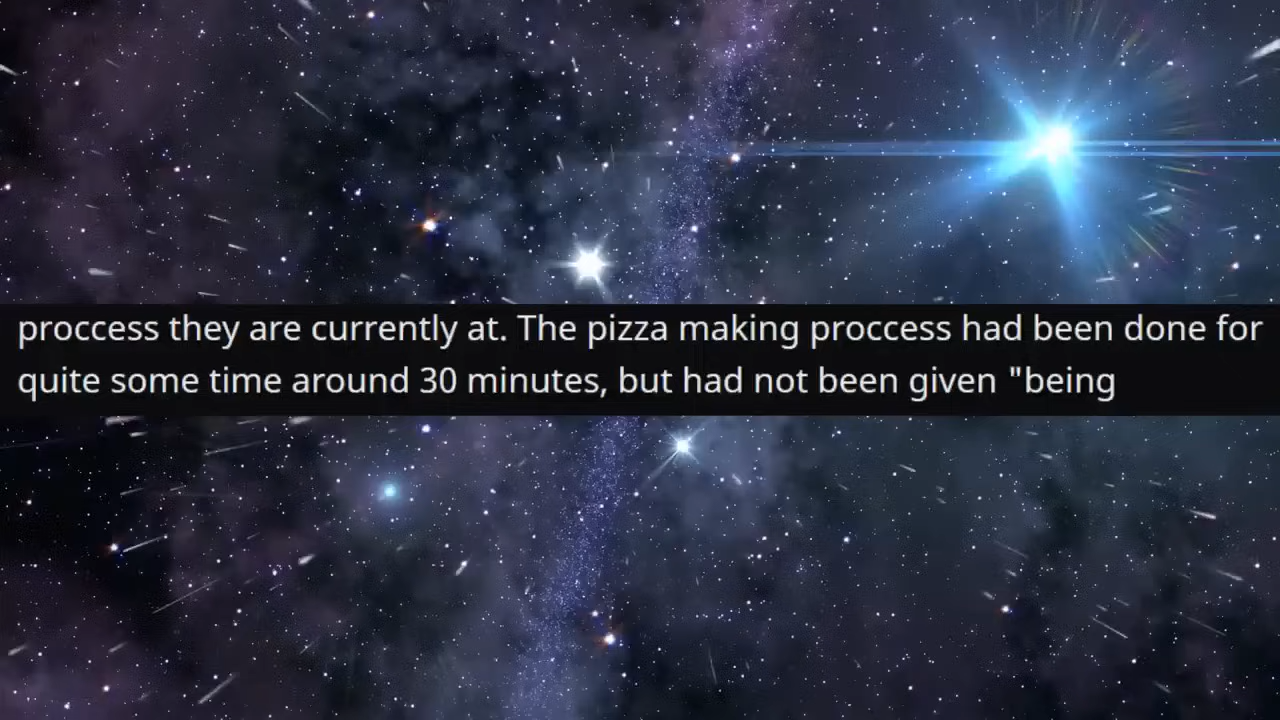 proccess they are currently at. The pizza making proccess had been done for
quite some time around 30 minutes, but had not been given "being